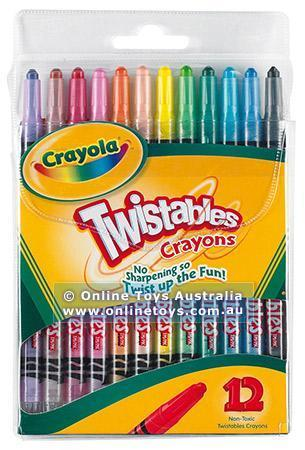 Crayola
Twistables
Crayons
No
Sharpening so
Twist up the Fun!
© Online Toys Australia
www.onlinetoys.com.au
12
Non-Toxic
Twistables Crayons